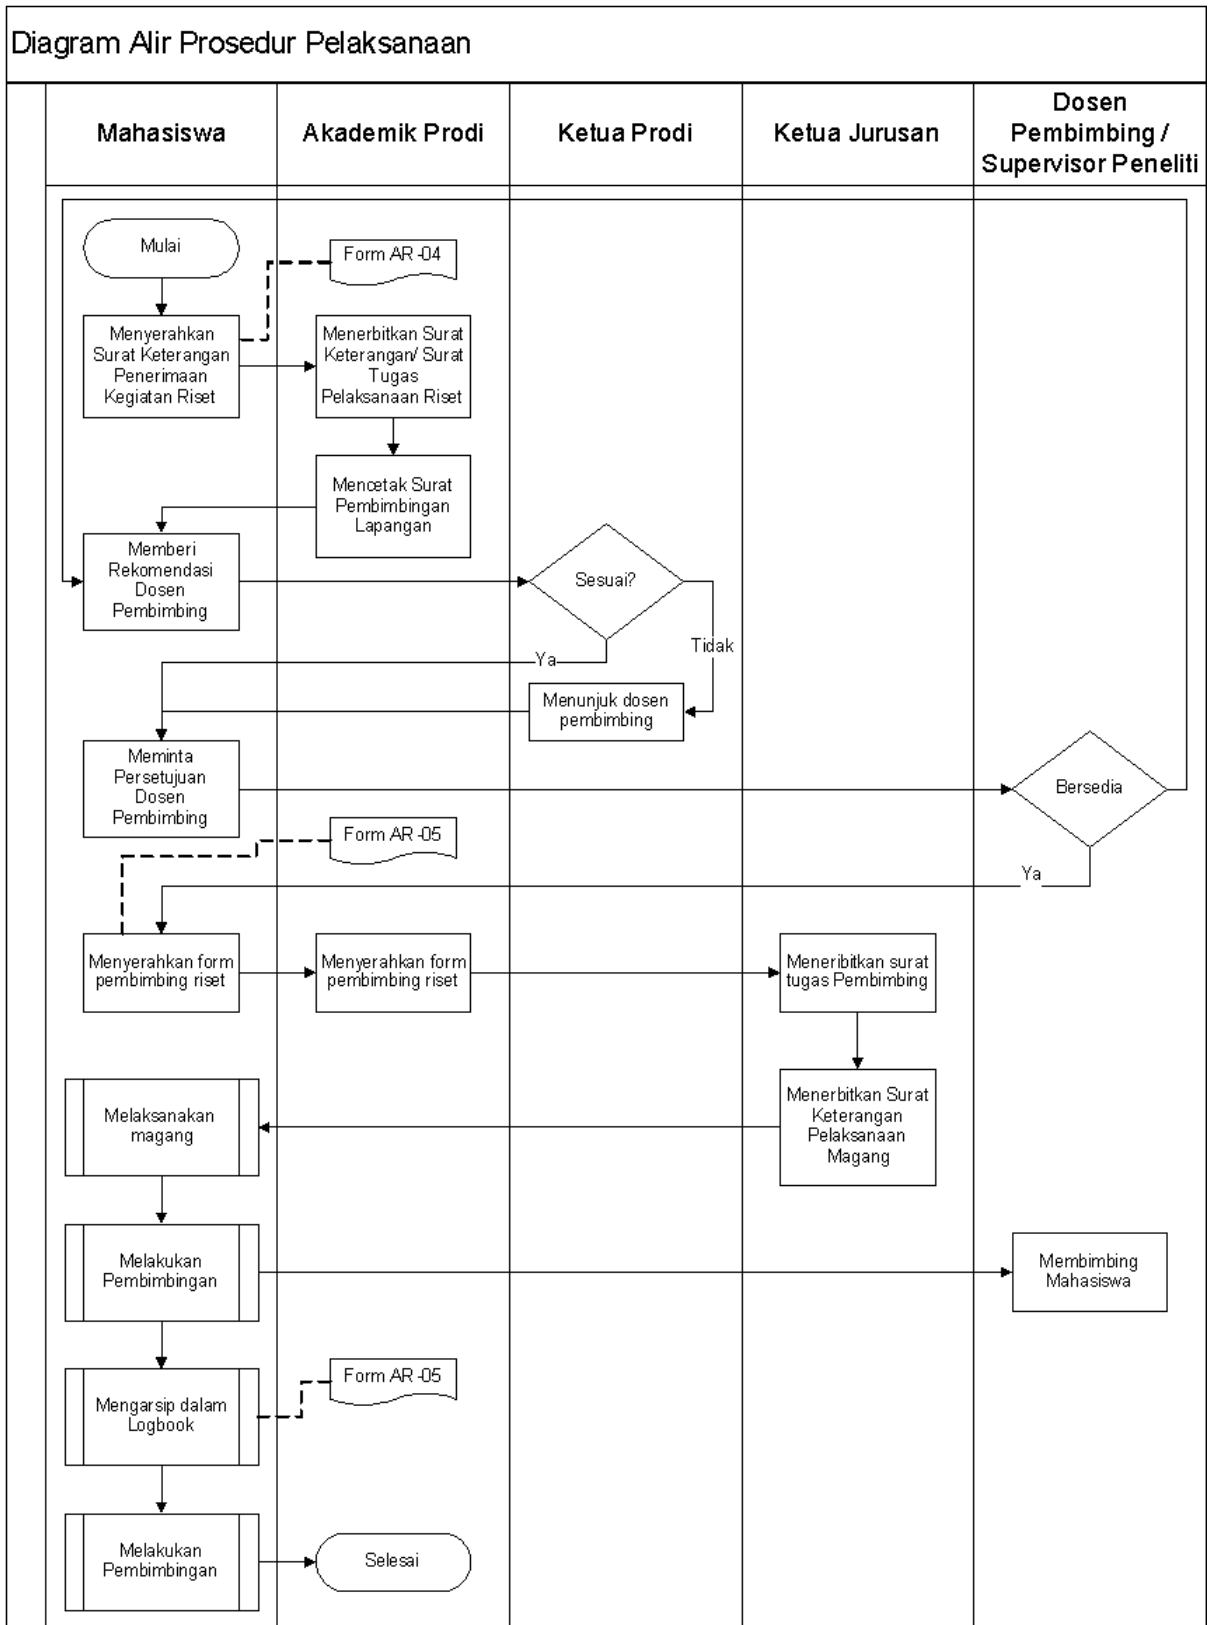 Diagram Alir Prosedur Pelaksanaan
Mahasiswa
Akademik Prodi
Ketua Prodi
Ketua Jurusan
Dosen
Pembimbing /
Supervisor Peneliti
Mulai
Form AR-04
Menyerahkan
Surat Keterangan
Penerimaan
Kegiatan Riset
Menerbitkan Surat
Keterangan/ Surat
Tugas
Pelaksanaan Riset
Mencetak Surat
Pembimbingan
Lapangan
Memberi
Rekomendasi
Dosen
Pembimbing
Sesuai?
Tidak
Ya
Menunjuk dosen
pembimbing
Meminta
Persetujuan
Dosen
Pembimbing
Bersedia
Form AR-05
Ya
Menyerahkan form
pembimbing riset
Menyerahkan form
pembimbing riset
Meneribitkan surat
tugas Pembimbing
Menerbitkan Surat
Keterangan
Pelaksanaan
Magang
Melaksanakan
magang
Melakukan
Pembimbingan
Membimbing
Mahasiswa
Form AR-05
Mengarsip dalam
Logbook
Melakukan
Pembimbingan
Selesai